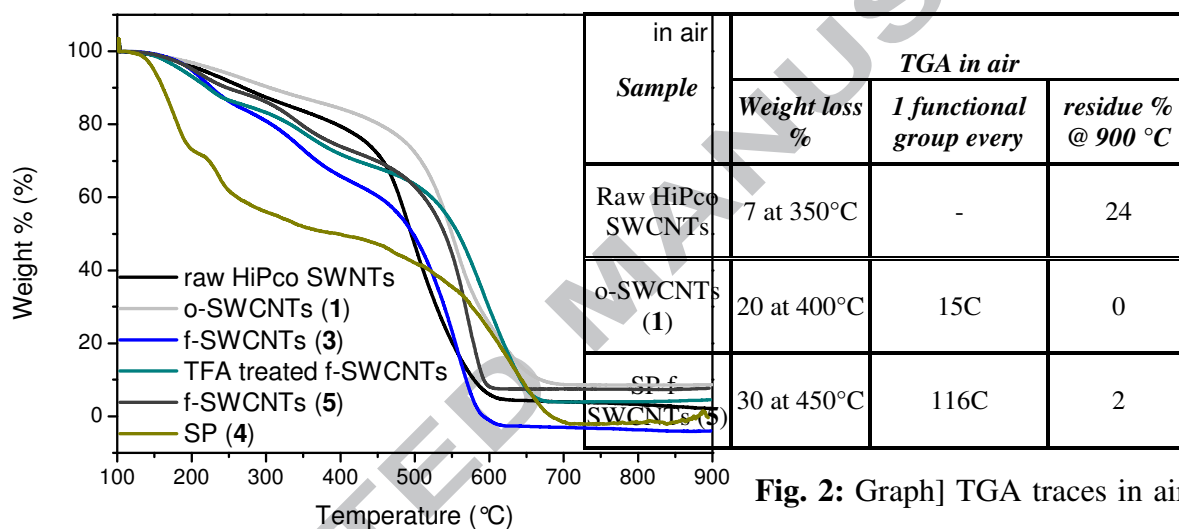 100
80
60
40
20
0
Weight % (%)
raw HiPco SWNTs
o-SWCNTs (1)
f-SWCNTs (3)
TFA treated f-SWCNTs
f-SWCNTs (5)
SP (4)
100 200 300 400 500 600 700 800 900
Temperature (°C)
in air
Sample
TGA in air
Weight loss %
1 functional group every
residue % @ 900 °C
Raw HiPco SWCNTs.
7 at 350°C
-
24
o-SWCNTs (1)
20 at 400°C
15C
0
SP f-SWCNTs (5)
30 at 450°C
116C
2
Fig. 2: Graph] TGA traces in air
TED MANUS